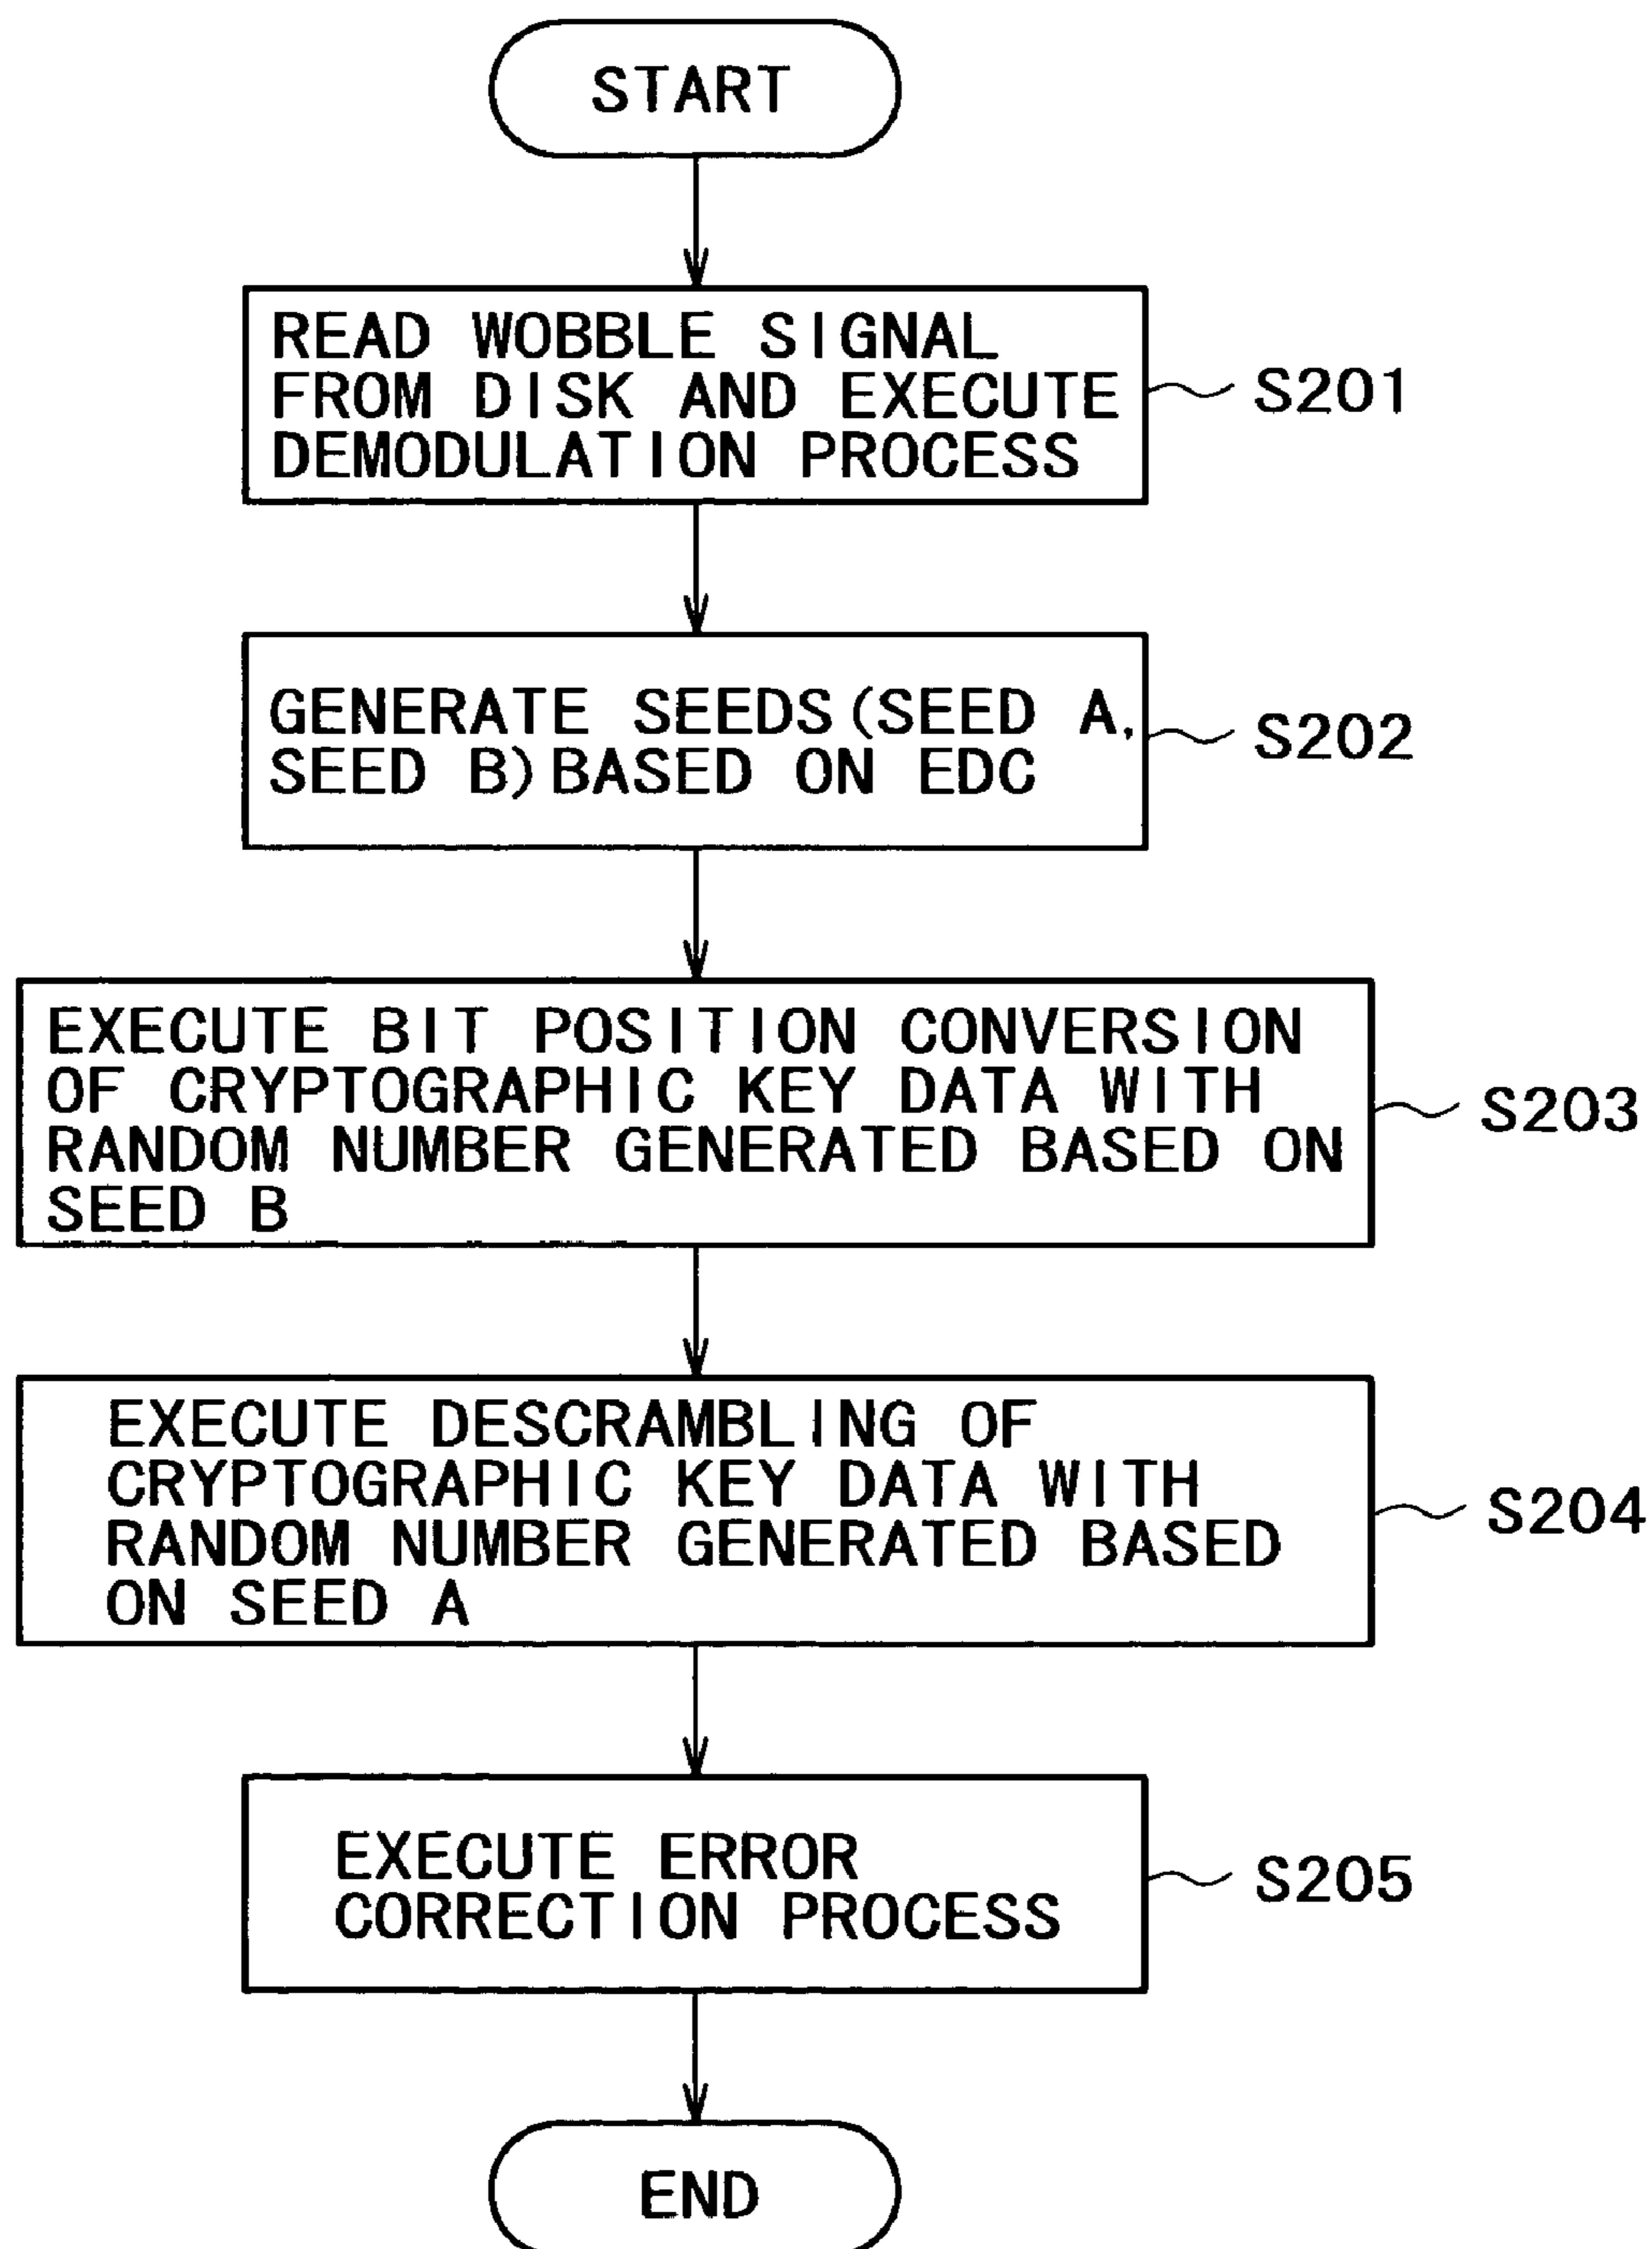 START
READ WOBBLE SIGNAL
FROM DISK AND EXECUTE
DEMODULATION PROCESS
S201
GENERATE SEEDS(SEED A,
SEED B)BASED ON EDC
S202
EXECUTE BIT POSITION CONVERSION
OF CRYPTOGRAPHIC KEY DATA WITH
RANDOM NUMBER GENERATED BASED ON
SEED B
S203
EXECUTE DESCRAMBLING OF
CRYPTOGRAPHIC KEY DATA WITH
RANDOM NUMBER GENERATED BASED
ON SEED A
S204
EXECUTE ERROR
CORRECTION PROCESS
S205
END